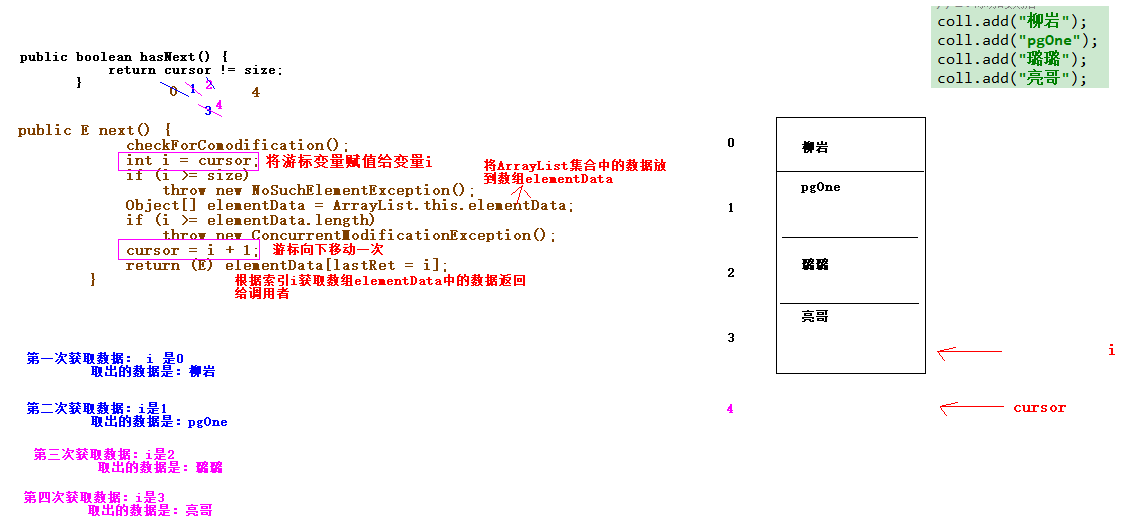 coll.add("柳岩");
coll.add("pgOne");
coll.add("璐璐");
coll.add("亮哥");
public boolean hasNext() {
return cursor != size;
}
0 1 2 4
3 4
public E next() {
checkForComodification();
int i = cursor; 将游标变量赋值给变量i
if (i >= size)
throw new NoSuchElementException();
将ArrayList集合中的数据放
到数组elementData
Object[] elementData = ArrayList.this.elementData;
if (i >= elementData.length)
throw new ConcurrentModificationException();
cursor = i + 1; 游标向下移动一次
return (E) elementData[lastRet = i];
}
根据索引i获取数组elementData中的数据返回
给调用者
0 柳岩
1 pgOne
2 璐璐
3 亮哥
i
4 cursor
第一次获取数据： i 是0
取出的数据是：柳岩
第二次获取数据：i是1
取出的数据是：pgOne
第三次获取数据：i是2
取出的数据是：璐璐
第四次获取数据：i是3
取出的数据是：亮哥